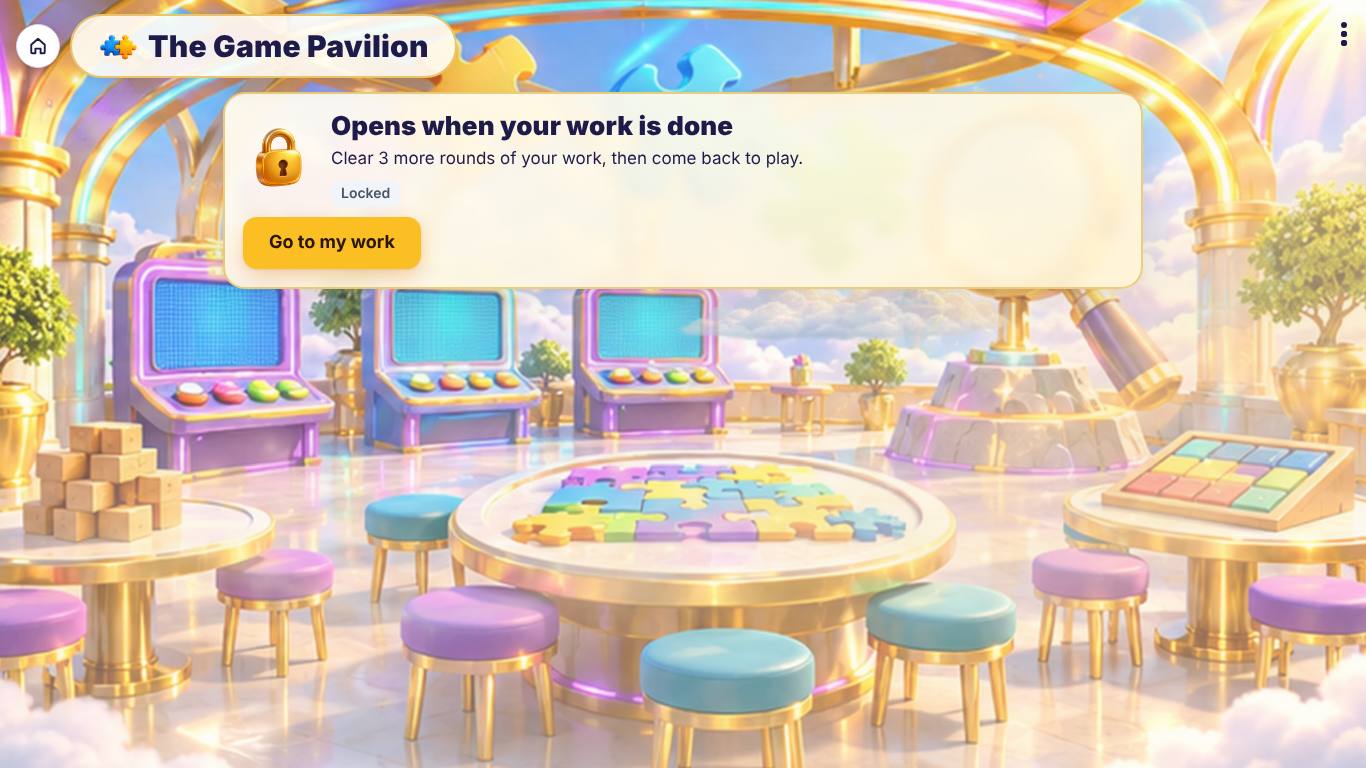 The Game Pavilion
Opens when your work is done
Clear 3 more rounds of your work, then come back to play.
Locked
Go to my work